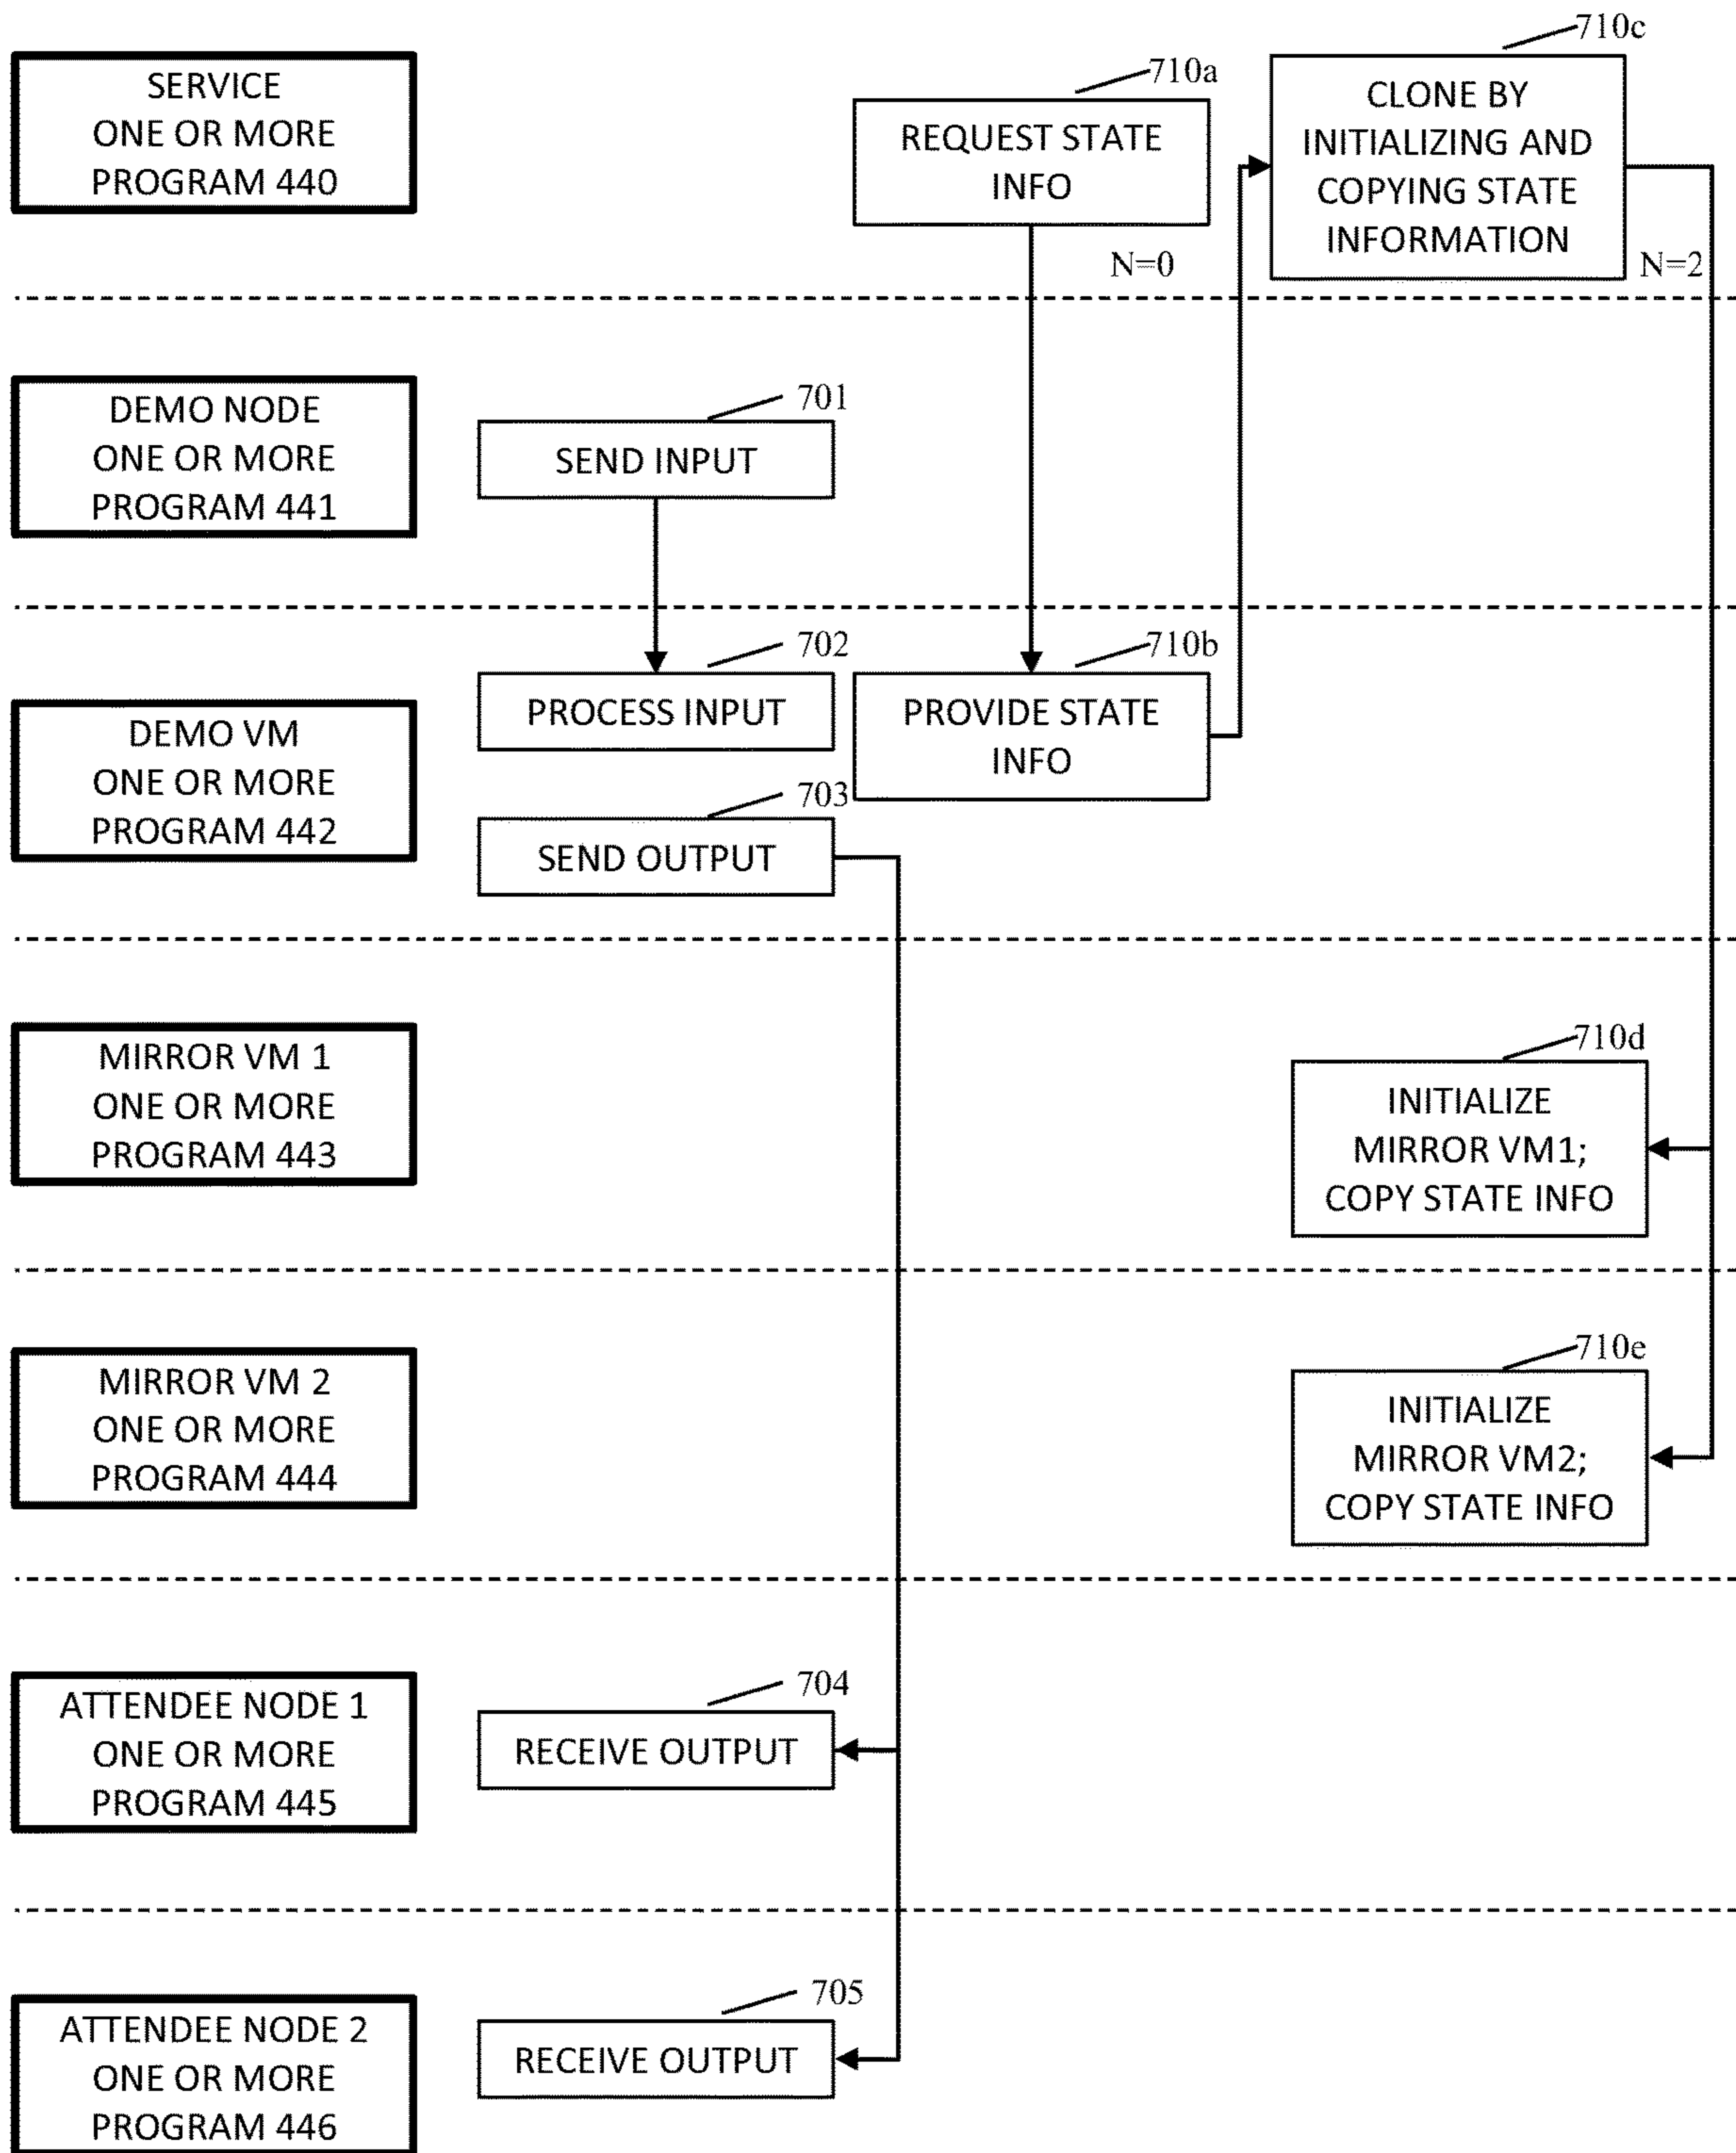 710c
710a
SERVICE
ONE OR MORE
PROGRAM 440
REQUEST STATE
INFO
CLONE BY
INITIALIZING AND
COPYING STATE
INFORMATION
N=0
N=2
701
DEMO NODE
ONE OR MORE
PROGRAM 441
SEND INPUT
702
710b
DEMO VM
ONE OR MORE
PROGRAM 442
PROCESS INPUT
PROVIDE STATE
INFO
703
SEND OUTPUT
710d
MIRROR VM 1
ONE OR MORE
PROGRAM 443
INITIALIZE
MIRROR VM1;
COPY STATE INFO
710e
MIRROR VM 2
ONE OR MORE
PROGRAM 444
INITIALIZE
MIRROR VM2;
COPY STATE INFO
704
ATTENDEE NODE 1
ONE OR MORE
PROGRAM 445
RECEIVE OUTPUT
705
ATTENDEE NODE 2
ONE OR MORE
PROGRAM 446
RECEIVE OUTPUT